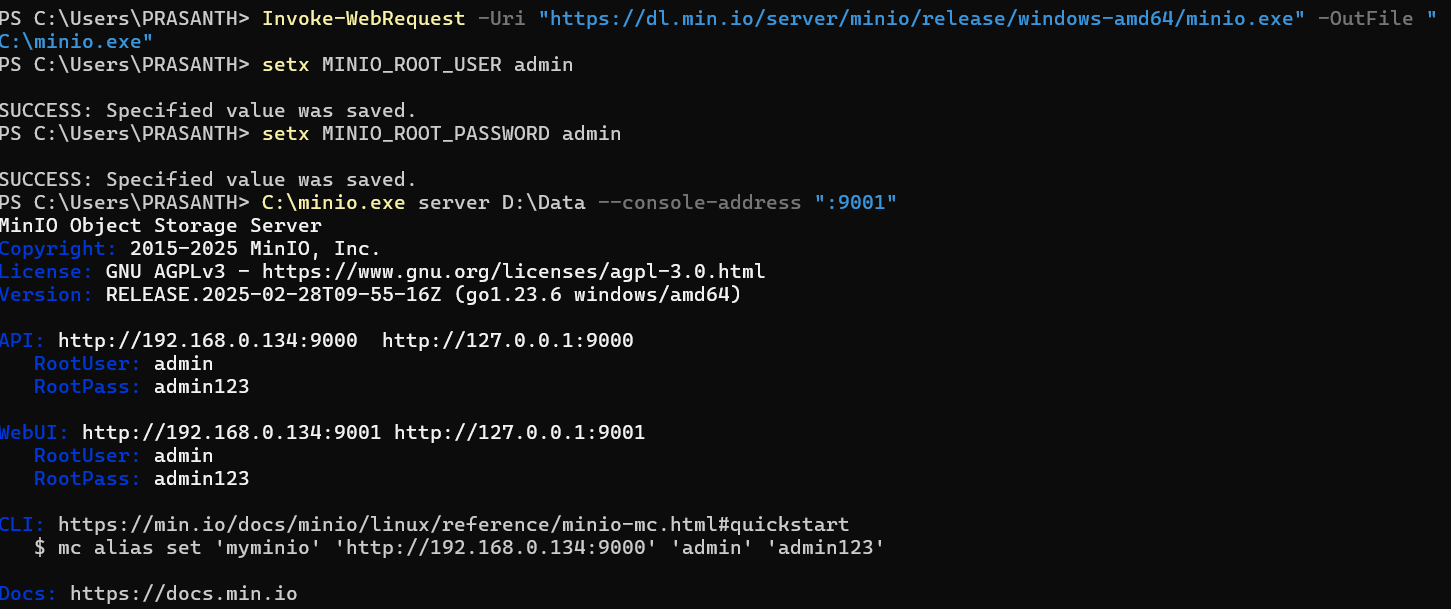 PS C:\Users\PRASANTH> Invoke-WebRequest -Uri "https://dl.min.io/server/minio/release/windows-amd64/minio.exe" -OutFile "
C:\minio.exe"
PS C:\Users\PRASANTH> setx MINIO_ROOT_USER admin
SUCCESS: Specified value was saved.
PS C:\Users\PRASANTH> setx MINIO_ROOT_PASSWORD admin
SUCCESS: Specified value was saved.
PS C:\Users\PRASANTH> C:\minio.exe server D:\Data --console-address ":9001"
MinIO Object Storage Server
Copyright: 2015-2025 MinIO, Inc.
License: GNU AGPLv3 - https://www.gnu.org/licenses/agpl-3.0.html
Version: RELEASE.2025-02-28T09-55-16Z (go1.23.6 windows/amd64)
API: http://192.168.0.134:9000  http://127.0.0.1:9000
   RootUser: admin
   RootPass: admin123
WebUI: http://192.168.0.134:9001 http://127.0.0.1:9001
   RootUser: admin
   RootPass: admin123
CLI: https://min.io/docs/minio/linux/reference/minio-mc.html#quickstart
   $ mc alias set 'myminio' 'http://192.168.0.134:9000' 'admin' 'admin123'
Docs: https://docs.min.io